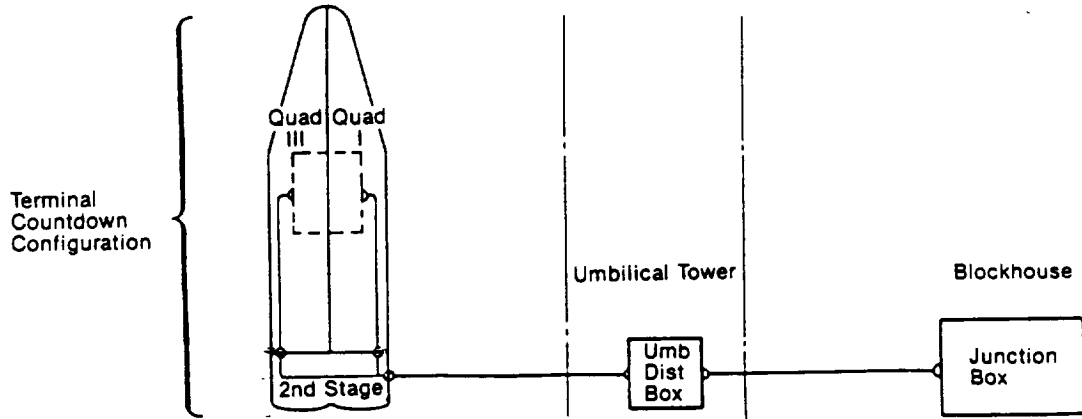 Quad Quad
III I
Terminal
Countdown
Configuration
Umbilical Tower
Blockhouse
2nd Stage
Umb
Dist
Box
Junction
Box